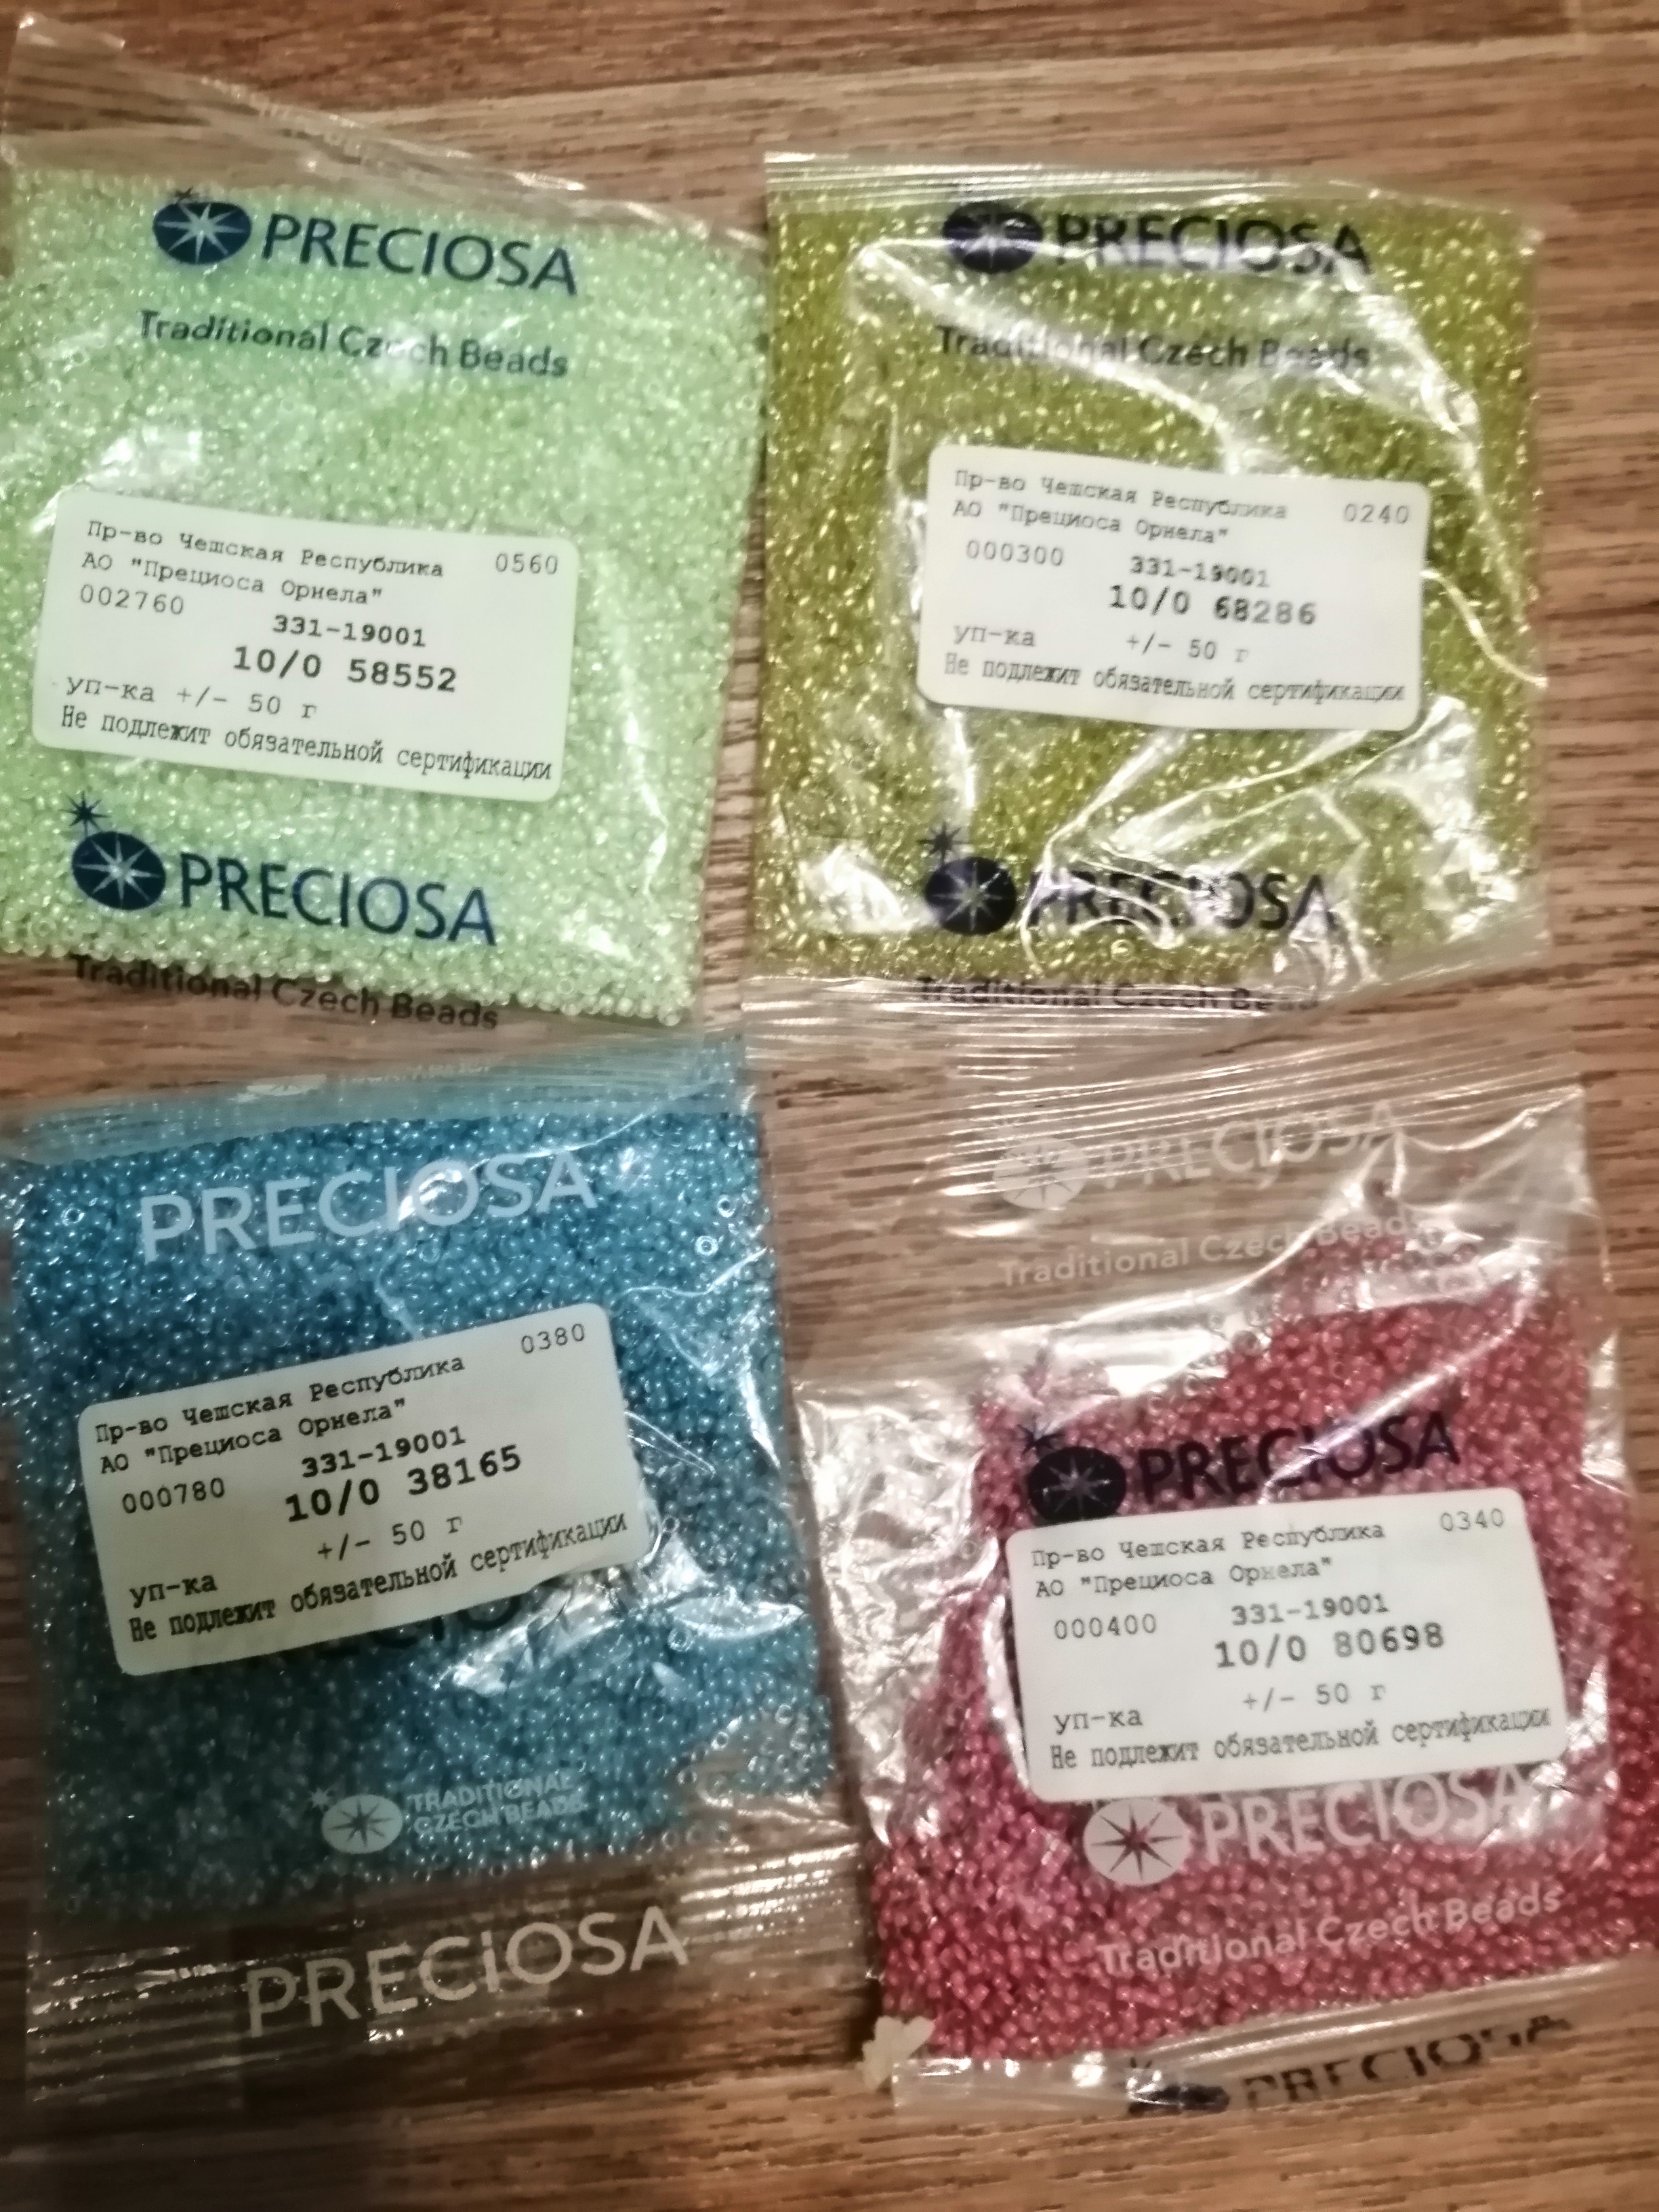 PRECIOSA
Traditional Czech Beads
Пр-во Чешская Республика 0560
АО "Прециоса Орнела"
002760
331-19001
10/0 58552
уп-ка +/- 50 г
Не подлежит обязательной сертификации
PRECIOSA
Traditional Czech Beads
PRECIOSA
Traditional Czech Beads
Пр-во Чешская Республика 0240
АО "Прециоса Орнела"
000300 331-19001
10/0 68286
уп-ка +/- 50 г
Не подлежит обязательной сертификации
PRECIOSA
Traditional Czech Beads
PRECIOSA
0380
Пр-во Чешская Республика
АО "Прециоса Орнела"
331-19001
000780 10/0 38165
+/- 50 г
уп-ка
Не подлежит обязательной сертификации
TRADITIONAL
CZECH BEADS
PRECIOSA
PRECIOSA
Traditional Czech Beads
PRECIOSA
Пр-во Чешская Республика 0340
АО "Прециоса Орнела"
000400 331-19001
10/0 80698
+/- 50 г
уп-ка
Не подлежит обязательной сертификации
PRECIOSA
Traditional Czech Beads
PRECIOSA